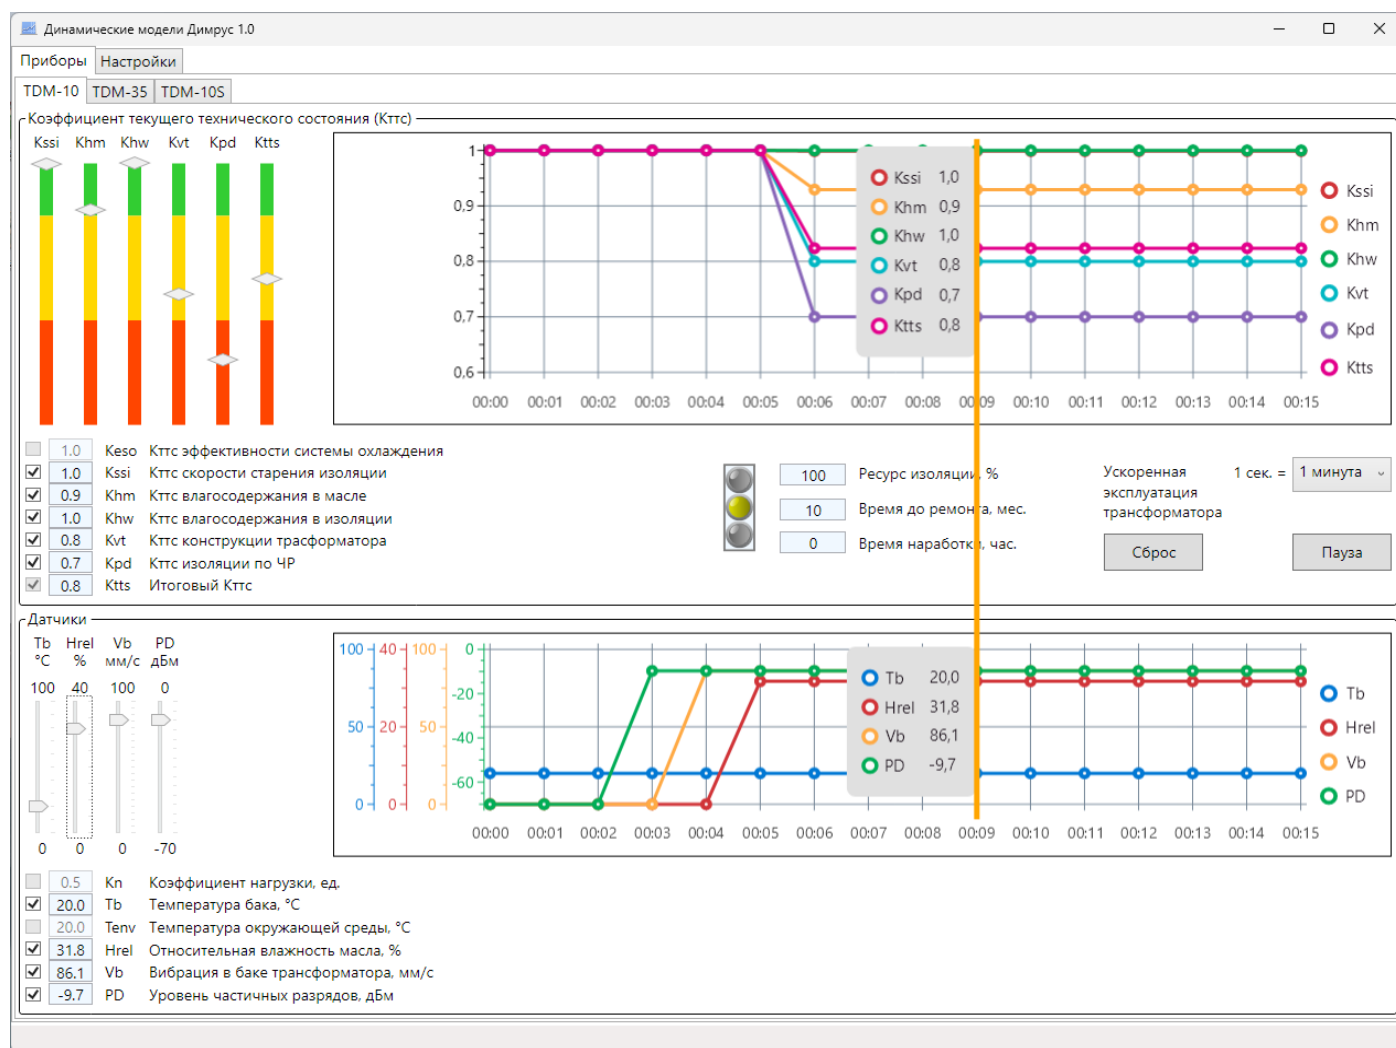 Динамические модели Димрус 1.0
Приборы Настройки
TDM-10 TDM-35 TDM-10S
Коэффициент текущего технического состояния (Кттс)
Kssi Khm Khw Kvt Kpd Ktts
1
0,9
0,8
0,7
0,6
00:00 00:01 00:02 00:03 00:04 00:05 00:06 00:07 00:08 00:09 00:10 00:11 00:12 00:13 00:14 00:15
Kssi 1,0
Khm 0,9
Khw 1,0
Kvt 0,8
Kpd 0,7
Ktts 0,8
Kssi
Khm
Khw
Kvt
Kpd
Ktts
1.0 Keso Кттс эффективности системы охлаждения
1.0 Kssi Кттс скорости старения изоляции
0.9 Khm Кттс влагосодержания в масле
1.0 Khw Кттс влагосодержания в изоляции
0.8 Kvt Кттс конструкции трасформатора
0.7 Kpd Кттс изоляции по ЧР
0.8 Ktts Итоговый Кттс
100 Ресурс изоляции, %
10 Время до ремонта, мес.
0 Время наработки, час.
Ускоренная
эксплуатация
трансформатора
1 сек. = 1 минута
Сброс Пауза
Датчики
Tb Hrel Vb PD
°C % мм/с дБм
100 40 100 0
0 0 0 -70
100 40 100 0
-20
50 20 50
-40
-60
0 0 0
00:00 00:01 00:02 00:03 00:04 00:05 00:06 00:07 00:08 00:09 00:10 00:11 00:12 00:13 00:14 00:15
Tb 20,0
Hrel 31,8
Vb 86,1
PD -9,7
Tb
Hrel
Vb
PD
0.5 Kn Коэффициент нагрузки, ед.
20.0 Tb Температура бака, °C
20.0 Tenv Температура окружающей среды, °C
31.8 Hrel Относительная влажность масла, %
86.1 Vb Вибрация в баке трансформатора, мм/с
-9.7 PD Уровень частичных разрядов, дБм